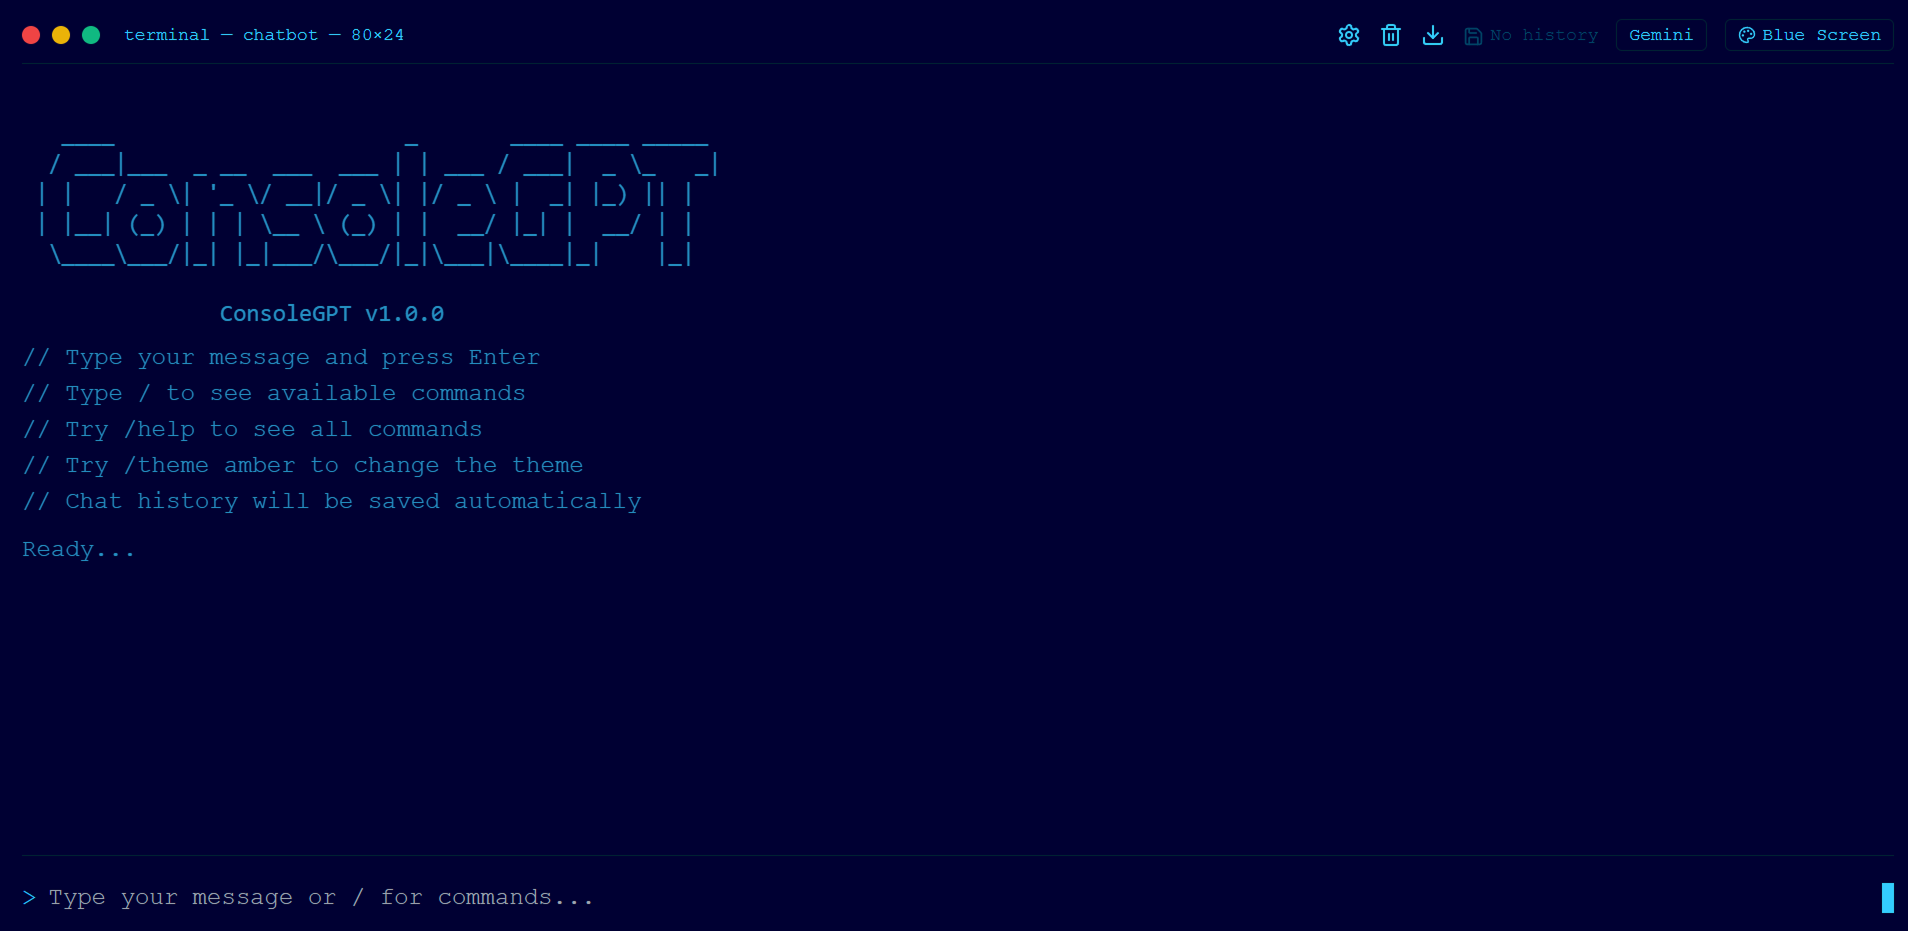 terminal — chatbot — 80×24
No history
Gemini
Blue Screen
ConsoleGPT
ConsoleGPT v1.0.0
// Type your message and press Enter
// Type / to see available commands
// Try /help to see all commands
// Try /theme amber to change the theme
// Chat history will be saved automatically
Ready...
> Type your message or / for commands...